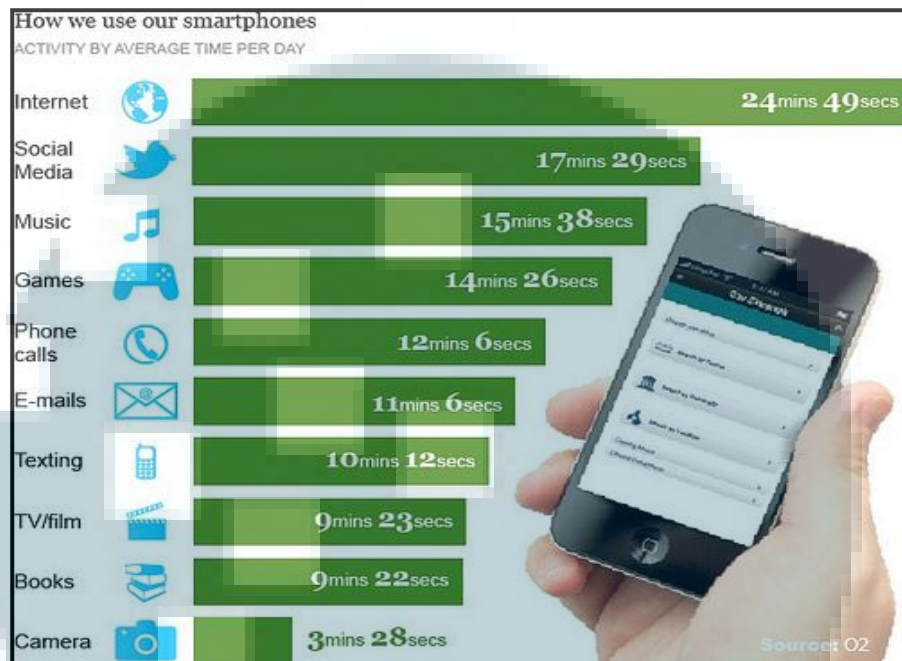 How we use our smartphones
ACTIVITY BY AVERAGE TIME PER DAY
Internet 24mins 49secs
Social
Media 17mins 29secs
Music 15mins 38secs
Games 14mins 26secs
Phone
calls 12mins 6secs
E-mails 11mins 6secs
Texting 10mins 12secs
TV/film 9mins 23secs
Books 9mins 22secs
Camera 3mins 28secs
Source: O2